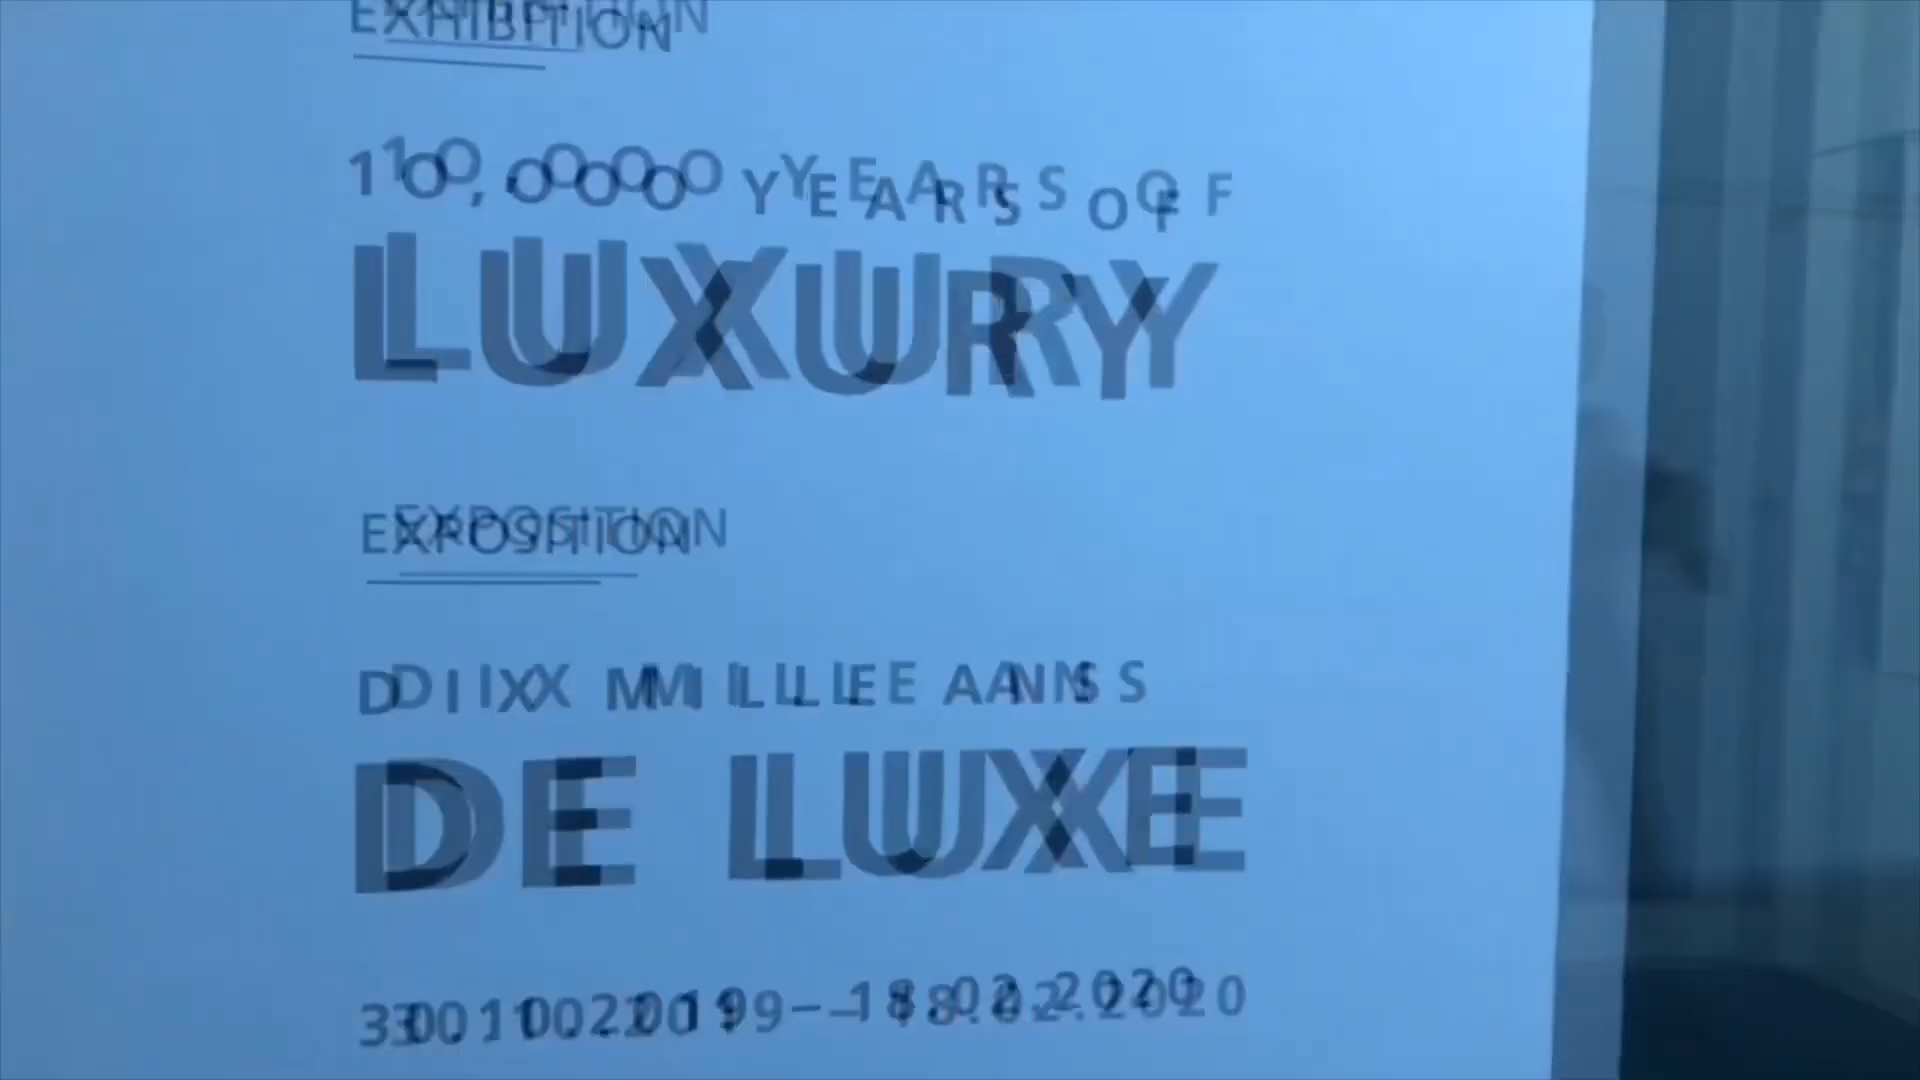 EXHIBITION
10,000 YEARS OF
LUXURY
EXPOSITION
DIX MILLE ANS
DE LUXE
30.10.2019–18.02.2020